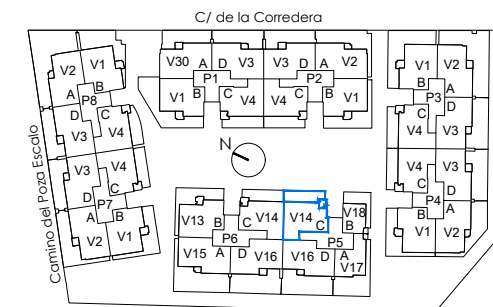 C/ de la Corredera
V2 V1 V30 A D V3 V3 D A V2 V1 V2
A B P8 P1 P2 B A
D C V1 B C V4 V4 C B V1 C P3 D
V3 V4 V4 V3
N
V3 V4 V4 V3
D C C D
P7 P4
A B V13 B V14 V14 V18 B A
V2 V1 P6 C C B V1 V2
P5
V15 A D V16 V16 D A V17
Camino del Poza Escalo